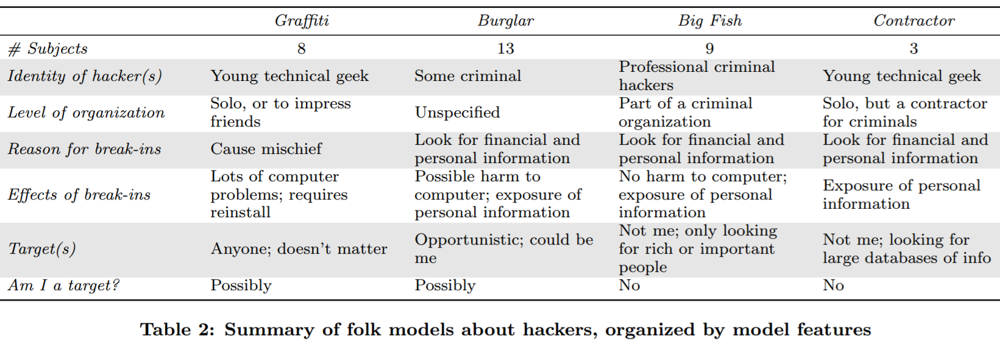 Graffiti Burglar Big Fish Contractor
# Subjects 8 13 9 3
Identity of hacker(s) Young technical geek Some criminal Professional criminal hackers Young technical geek
Level of organization Solo, or to impress friends Unspecified Part of a criminal organization Solo, but a contractor for criminals
Reason for break-ins Cause mischief Look for financial and personal information Look for financial and personal information Look for financial and personal information
Effects of break-ins Lots of computer problems; requires reinstall Possible harm to computer; exposure of personal information No harm to computer; exposure of personal information Exposure of personal information
Target(s) Anyone; doesn't matter Opportunistic; could be me Not me; only looking for rich or important people Not me; looking for large databases of info
Am I a target? Possibly Possibly No No
Table 2: Summary of folk models about hackers, organized by model features